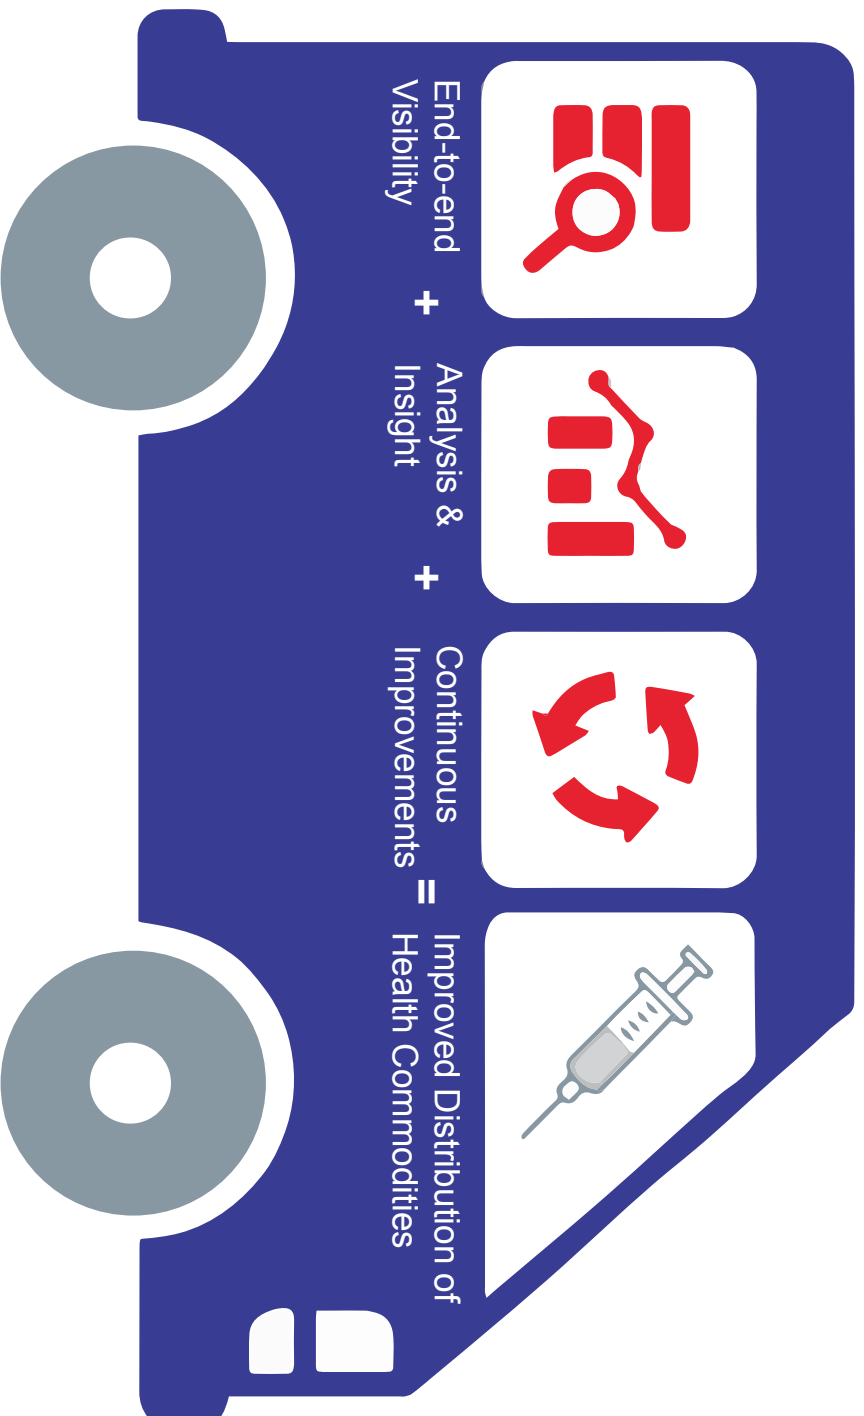 End-to-end
Visibility
+
Analysis &
Insight
+
Continuous
Improvements
=
Improved Distribution of
Health Commodities